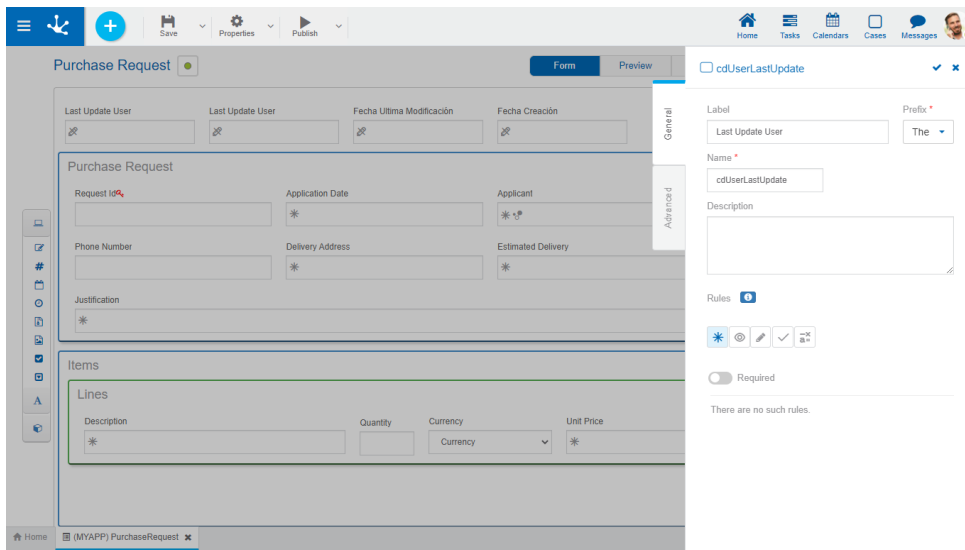 Save
Properties
Publish
Home
Tasks
Calendars
Cases
Messages
Purchase Request
Form
Preview
Last Update User
Last Update User
Fecha Ultima Modificación
Fecha Creación
Purchase Request
Request Id
Application Date
Applicant
Phone Number
Delivery Address
Estimated Delivery
Justification
Items
Lines
Description
Quantity
Currency
Unit Price
Currency
General
Advanced
cdUserLastUpdate
Label
Prefix *
Last Update User
The
Name *
cdUserLastUpdate
Description
Rules
Required
There are no such rules.
Home
(MYAPP) PurchaseRequest